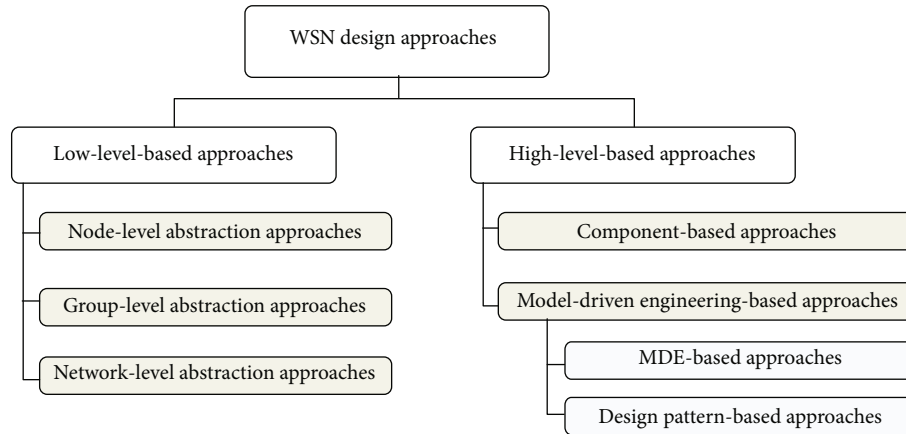 WSN design approaches
Low-level-based approaches
High-level-based approaches
Node-level abstraction approaches
Component-based approaches
Group-level abstraction approaches
Model-driven engineering-based approaches
MDE-based approaches
Network-level abstraction approaches
Design pattern-based approaches